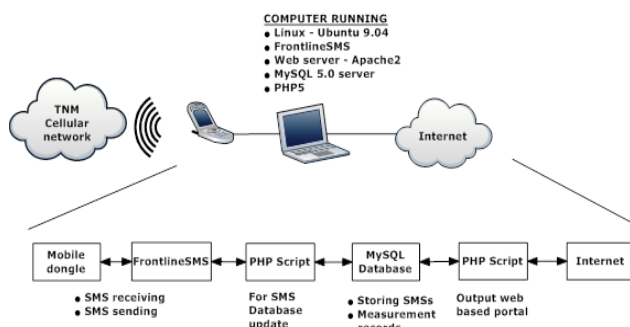 COMPUTER RUNNING
● Linux - Ubuntu 9.04
● FrontlineSMS
● Web server - Apache2
● MySQL 5.0 server
● PHP5
TNM
Cellular
network
Internet
Mobile
dongle
FrontlineSMS
PHP Script
MySQL
Database
PHP Script
Internet
● SMS receiving
● SMS sending
For SMS
Database
update
● Storing SMSs
● Measurement
records
Output web
based portal